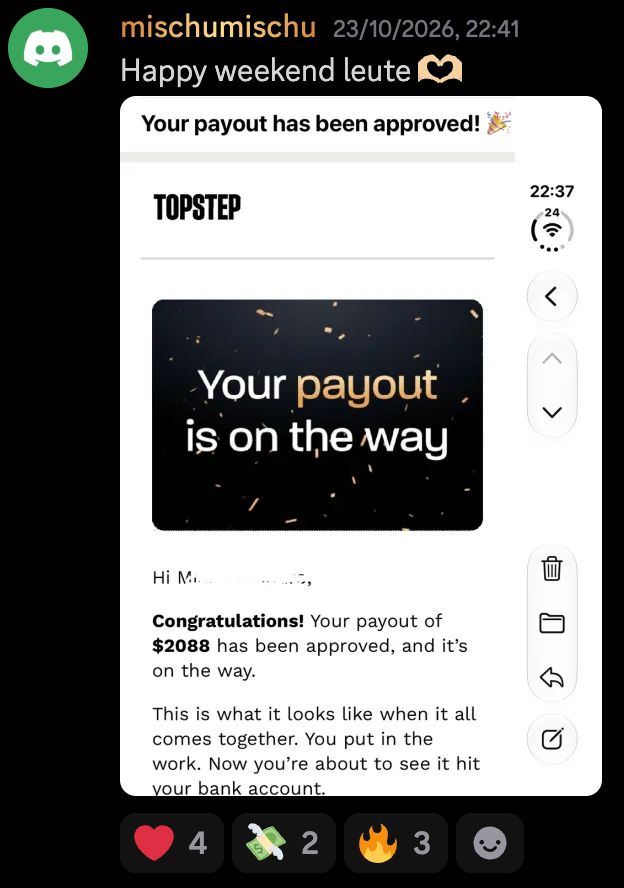 mischumischu 23/10/2026, 22:41
Happy weekend leute
Your payout has been approved! 🎉
TOPSTEP
22:37
24
Your payout
is on the way
Hi
Congratulations! Your payout of
$2088 has been approved, and it’s
on the way.
This is what it looks like when it all
comes together. You put in the
work. Now you’re about to see it hit
your bank account.
4 2 3